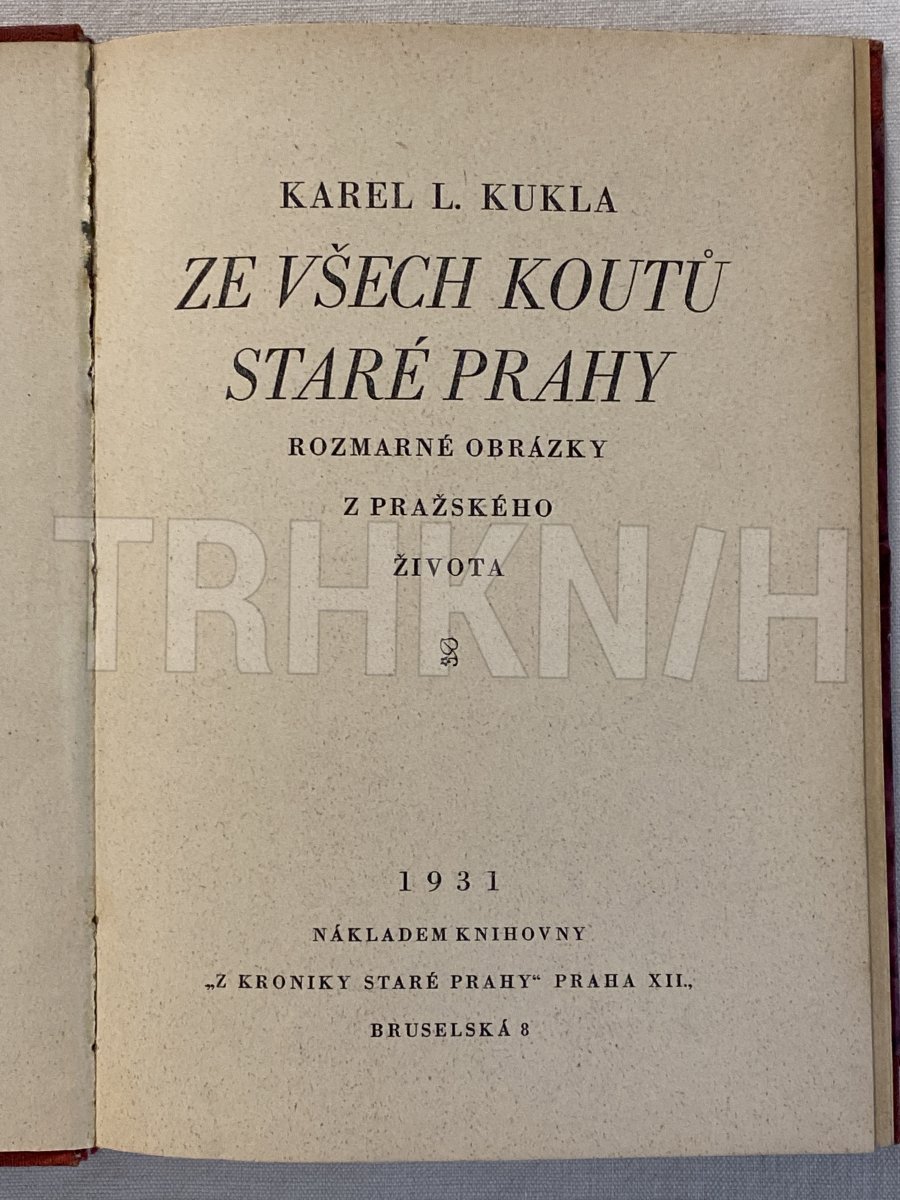 KAREL L. KUKLA
ZE VŠECH KOUTŮ
STARÉ PRAHY
ROZMARNÉ OBRÁZKY
Z PRAŽSKÉHO
ŽIVOTA
TRHKNIH
1931
NÁKLADEM KNIHOVNY
„Z KRONIKY STARÉ PRAHY“ PRAHA XII.,
BRUSELSKÁ 8